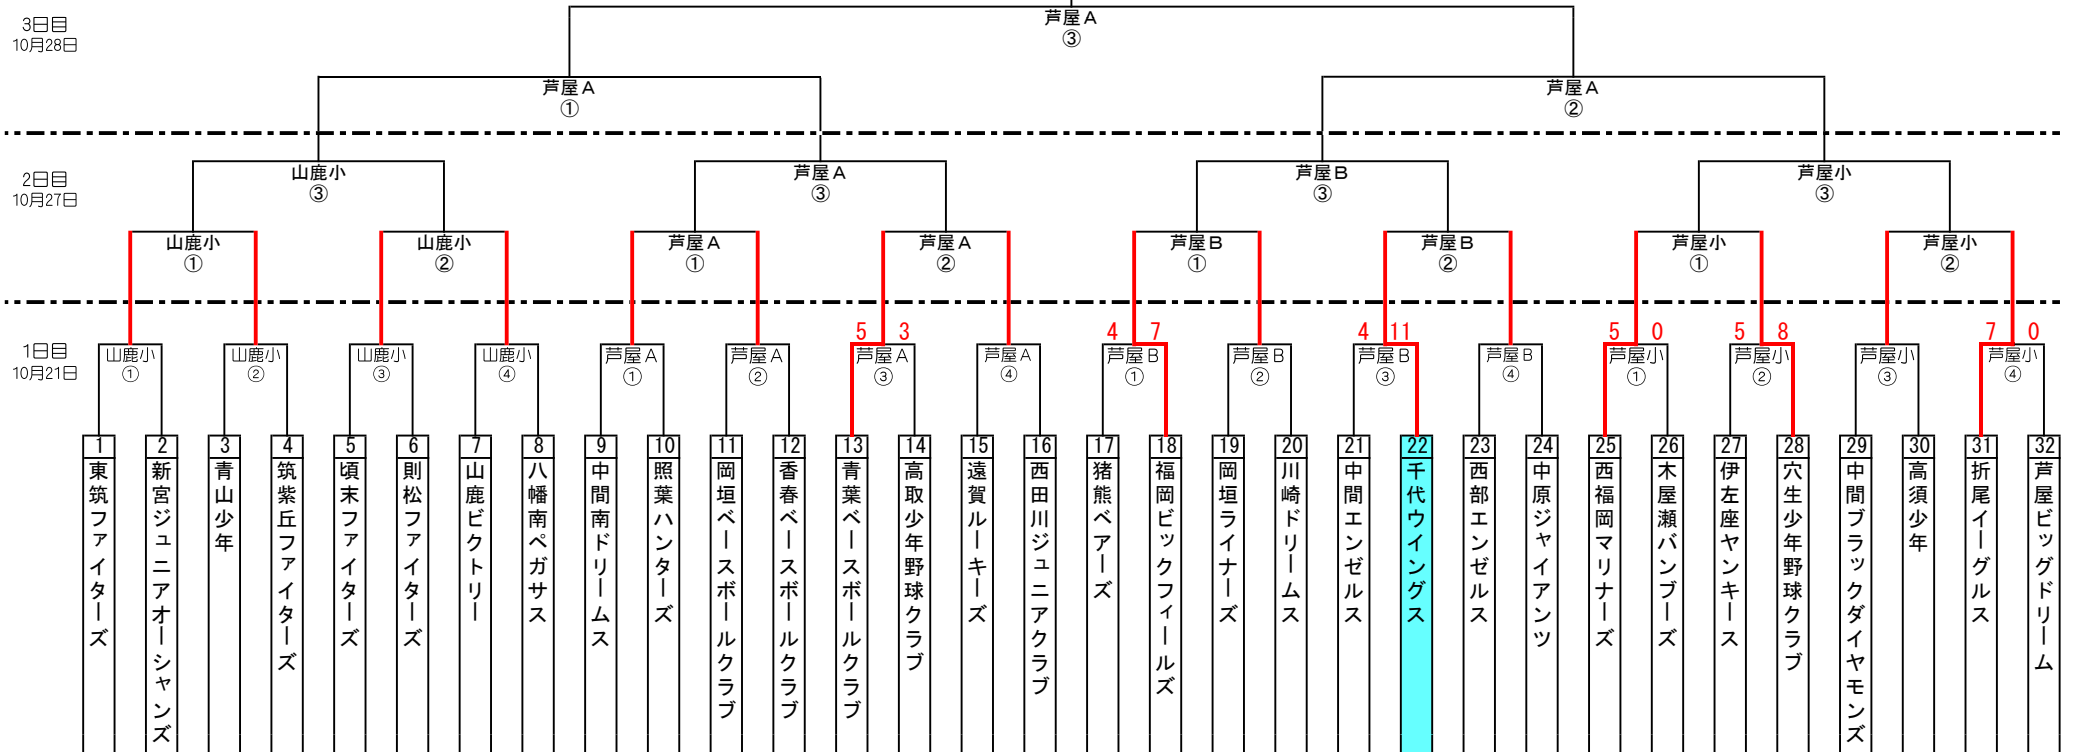 芦屋A
③
3日目
10月28日
芦屋A
①
芦屋A
②
2日目
10月27日
山鹿小
③
芦屋A
③
芦屋B
③
芦屋小
③
山鹿小
①
山鹿小
②
芦屋A
①
芦屋A
②
芦屋B
①
芦屋B
②
芦屋小
①
芦屋小
②
5 3
4 7
4 11
5 0
5 8
7 0
1日目
10月21日
山鹿小
①
山鹿小
②
山鹿小
③
山鹿小
④
芦屋A
①
芦屋A
②
芦屋A
③
芦屋A
④
芦屋B
①
芦屋B
②
芦屋B
③
芦屋B
④
芦屋小
①
芦屋小
②
芦屋小
③
芦屋小
④
1
東筑ファイターズ
2
新宮ジュニアオーシャンズ
3
青山少年
4
筑紫丘ファイターズ
5
頃末ファイターズ
6
則松ファイターズ
7
山鹿ビクトリー
8
八幡南ペガサス
9
中間南ドリームス
10
照葉ハンターズ
11
岡垣ベースボールクラブ
12
香春ベースボールクラブ
13
青葉ベースボールクラブ
14
高取少年野球クラブ
15
遠賀ルーキーズ
16
西田川ジュニアクラブ
17
猪熊ベアーズ
18
福岡ビックフィールズ
19
岡垣ライナーズ
20
川崎ドリームス
21
中間エンゼルス
22
千代ウイングス
23
西部エンゼルス
24
中原ジャイアンツ
25
西福岡マリナーズ
26
木屋瀬バンブーズ
27
伊左座ヤンキース
28
穴生少年野球クラブ
29
中間ブラックダイヤモンズ
30
高須少年
31
折尾イーグルス
32
芦屋ビッグドリーム